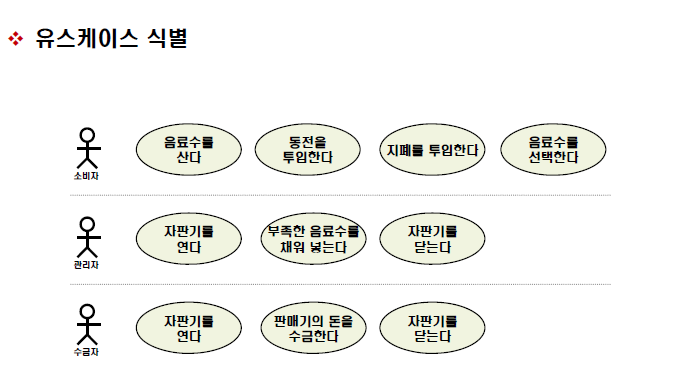 유스케이스 식별
음료수를
산다
동전을
투입한다
지폐를 투입한다
음료수를
선택한다
소비자
자판기를
연다
부족한 음료수를
채워 넣는다
자판기를
닫는다
관리자
자판기를
연다
판매기의 돈을
수금한다
자판기를
닫는다
수금자